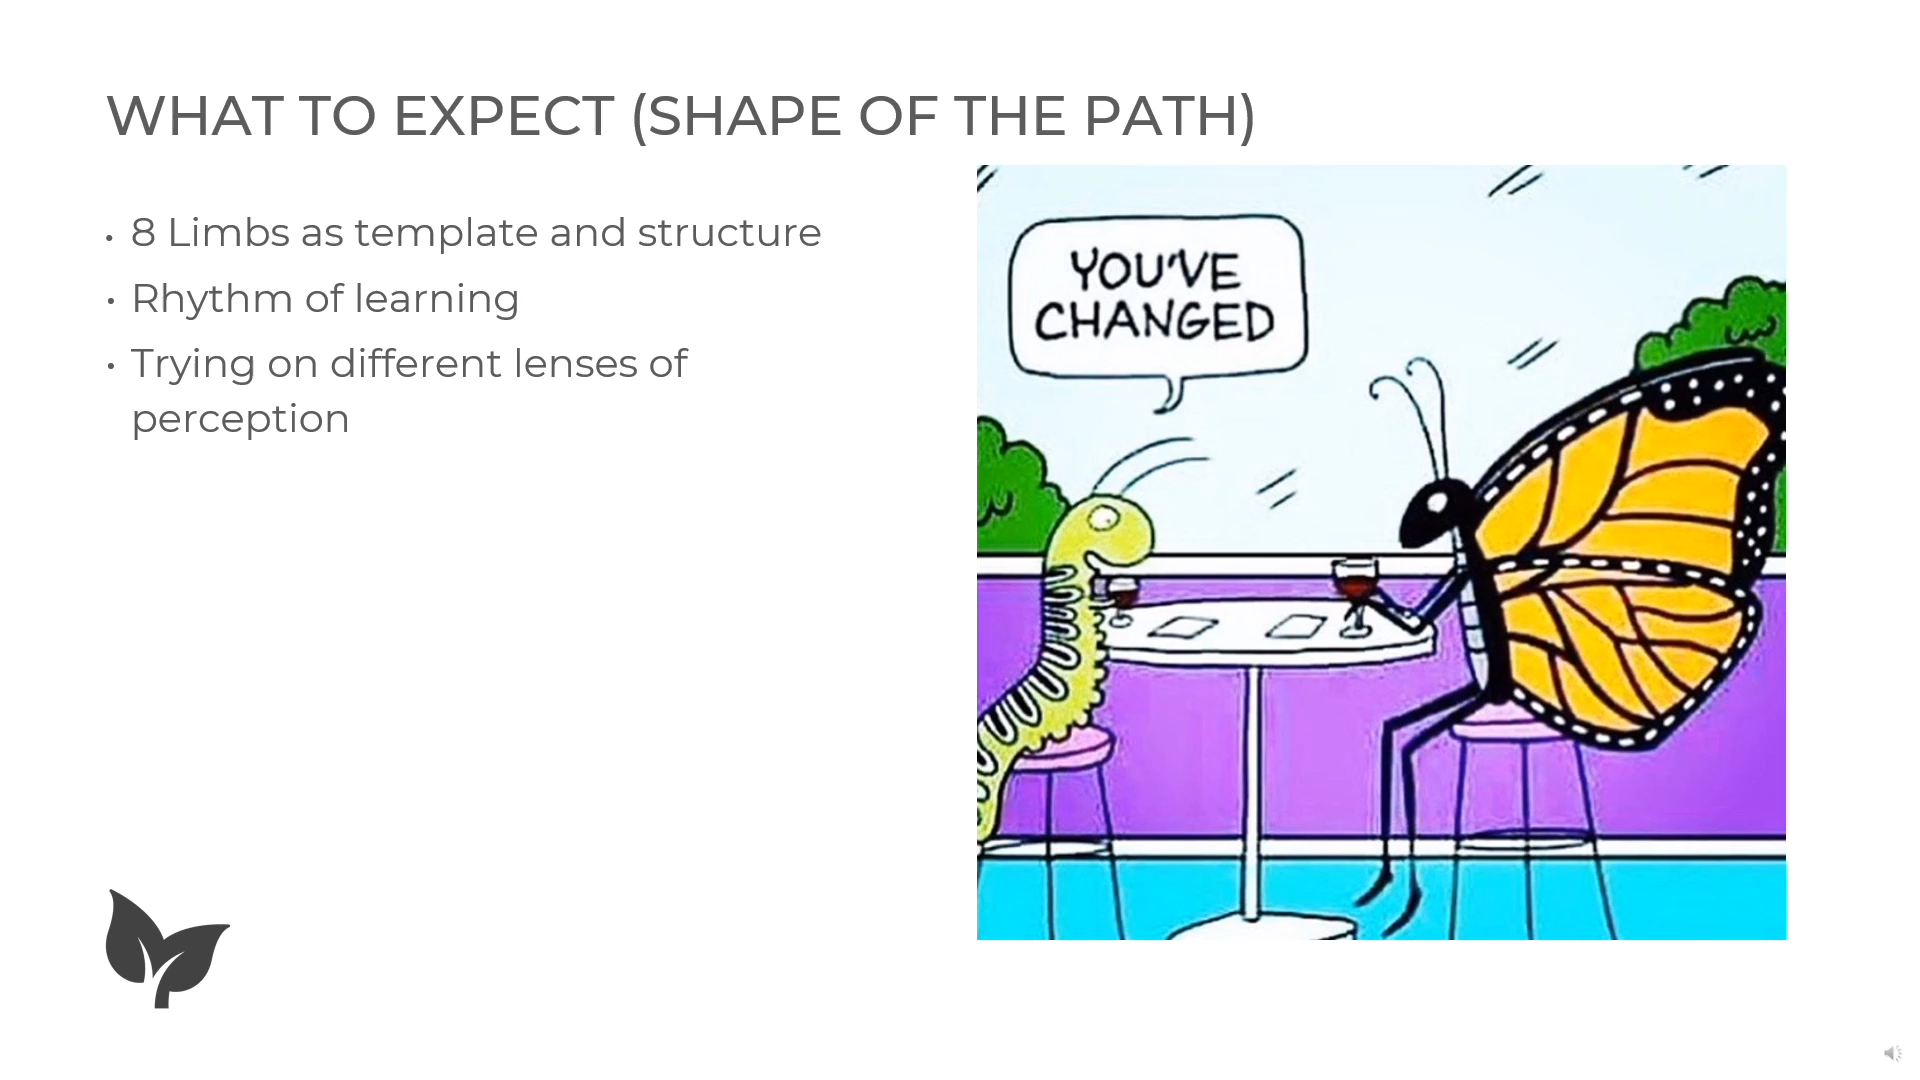 WHAT TO EXPECT (SHAPE OF THE PATH)
• 8 Limbs as template and structure
• Rhythm of learning
• Trying on different lenses of
perception
YOU'VE
CHANGED